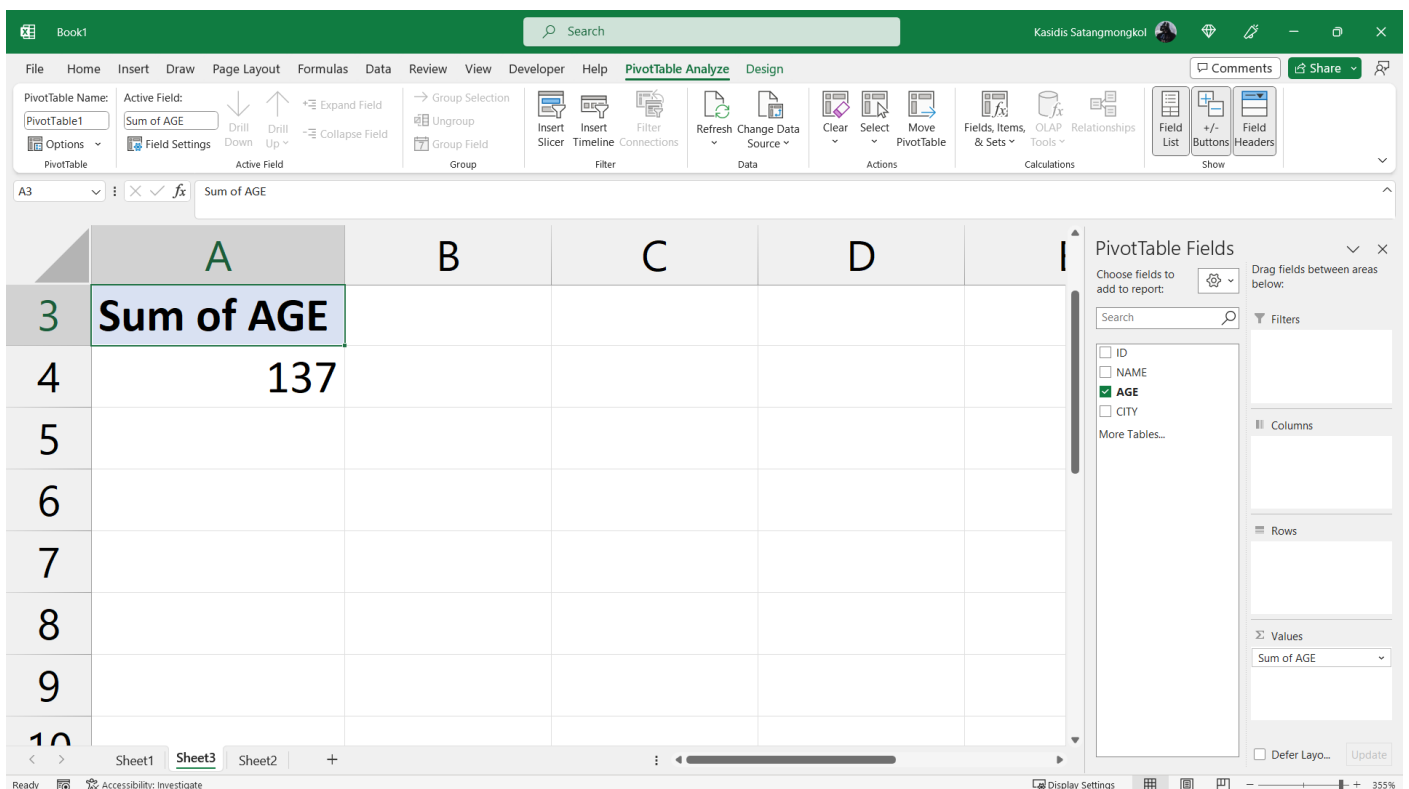 Book1
Search
Kasidis Satangmongkol
File Home Insert Draw Page Layout Formulas Data Review View Developer Help PivotTable Analyze Design
Comments Share
PivotTable Name:
PivotTable1
Options
PivotTable
Active Field:
Sum of AGE
Field Settings
Drill Down
Drill Up
Expand Field
Collapse Field
Active Field
Group Selection
Ungroup
Group Field
Group
Insert Slicer
Insert Timeline
Filter Connections
Filter
Refresh
Change Data Source
Data
Clear
Select
Move PivotTable
Actions
Fields, Items, & Sets
OLAP Tools
Relationships
Calculations
Field List
+/- Buttons
Field Headers
Show
A3
fx
Sum of AGE
A B C D
3 Sum of AGE
4 137
5
6
7
8
9
10
PivotTable Fields
Choose fields to add to report:
Search
ID
NAME
AGE
CITY
More Tables...
Drag fields between areas below:
Filters
Columns
Rows
Σ Values
Sum of AGE
Defer Layo...
Update
Sheet1 Sheet3 Sheet2 +
Ready
Accessibility: Investigate
Display Settings
355%